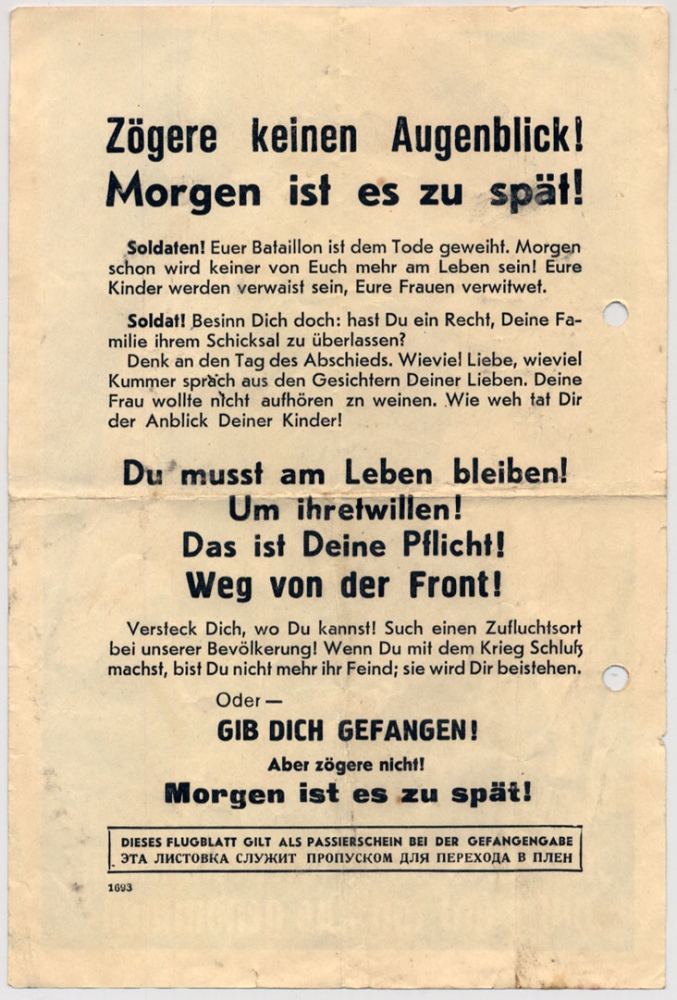 Zögere keinen Augenblick!
Morgen ist es zu spät!
Soldaten! Euer Bataillon ist dem Tode geweiht. Morgen
schon wird keiner von Euch mehr am Leben sein! Eure
Kinder werden verwaist sein, Eure Frauen verwitwet.
Soldat! Besinn Dich doch: hast Du ein Recht, Deine Fa-
milie ihrem Schicksal zu überlassen?
Denk an den Tag des Abschieds. Wieviel Liebe, wieviel
Kummer sprach aus den Gesichtern Deiner Lieben. Deine
Frau wollte nicht aufhören zn weinen. Wie weh tat Dir
der Anblick Deiner Kinder!
Du musst am Leben bleiben!
Um ihretwillen!
Das ist Deine Pflicht!
Weg von der Front!
Versteck Dich, wo Du kannst! Such einen Zufluchtsort
bei unserer Bevölkerung! Wenn Du mit dem Krieg Schluß
machst, bist Du nicht mehr ihr Feind; sie wird Dir beistehen.
Oder —
GIB DICH GEFANGEN!
Aber zögere nicht!
Morgen ist es zu spät!
DIESES FLUGBLATT GILT ALS PASSIERSCHEIN BEI DER GEFANGENGABE
ЭТА ЛИСТОВКА СЛУЖИТ ПРОПУСКОМ ДЛЯ ПЕРЕХОДА В ПЛЕН
1693